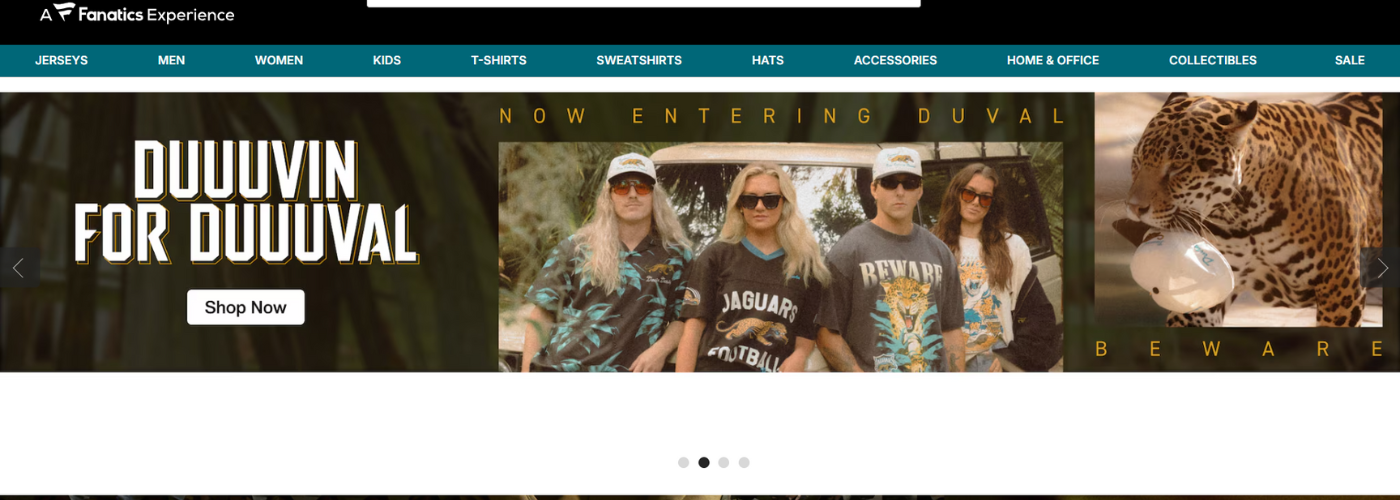 A Fanatics Experience
JERSEYS MEN WOMEN KIDS T-SHIRTS SWEATSHIRTS HATS ACCESSORIES HOME & OFFICE COLLECTIBLES SALE
NOW ENTERING DUVAL
DUUUVIN
FOR DUUUVAL
Shop Now
JAGUARS
FOOTBALL
BEWARE
BEWARE